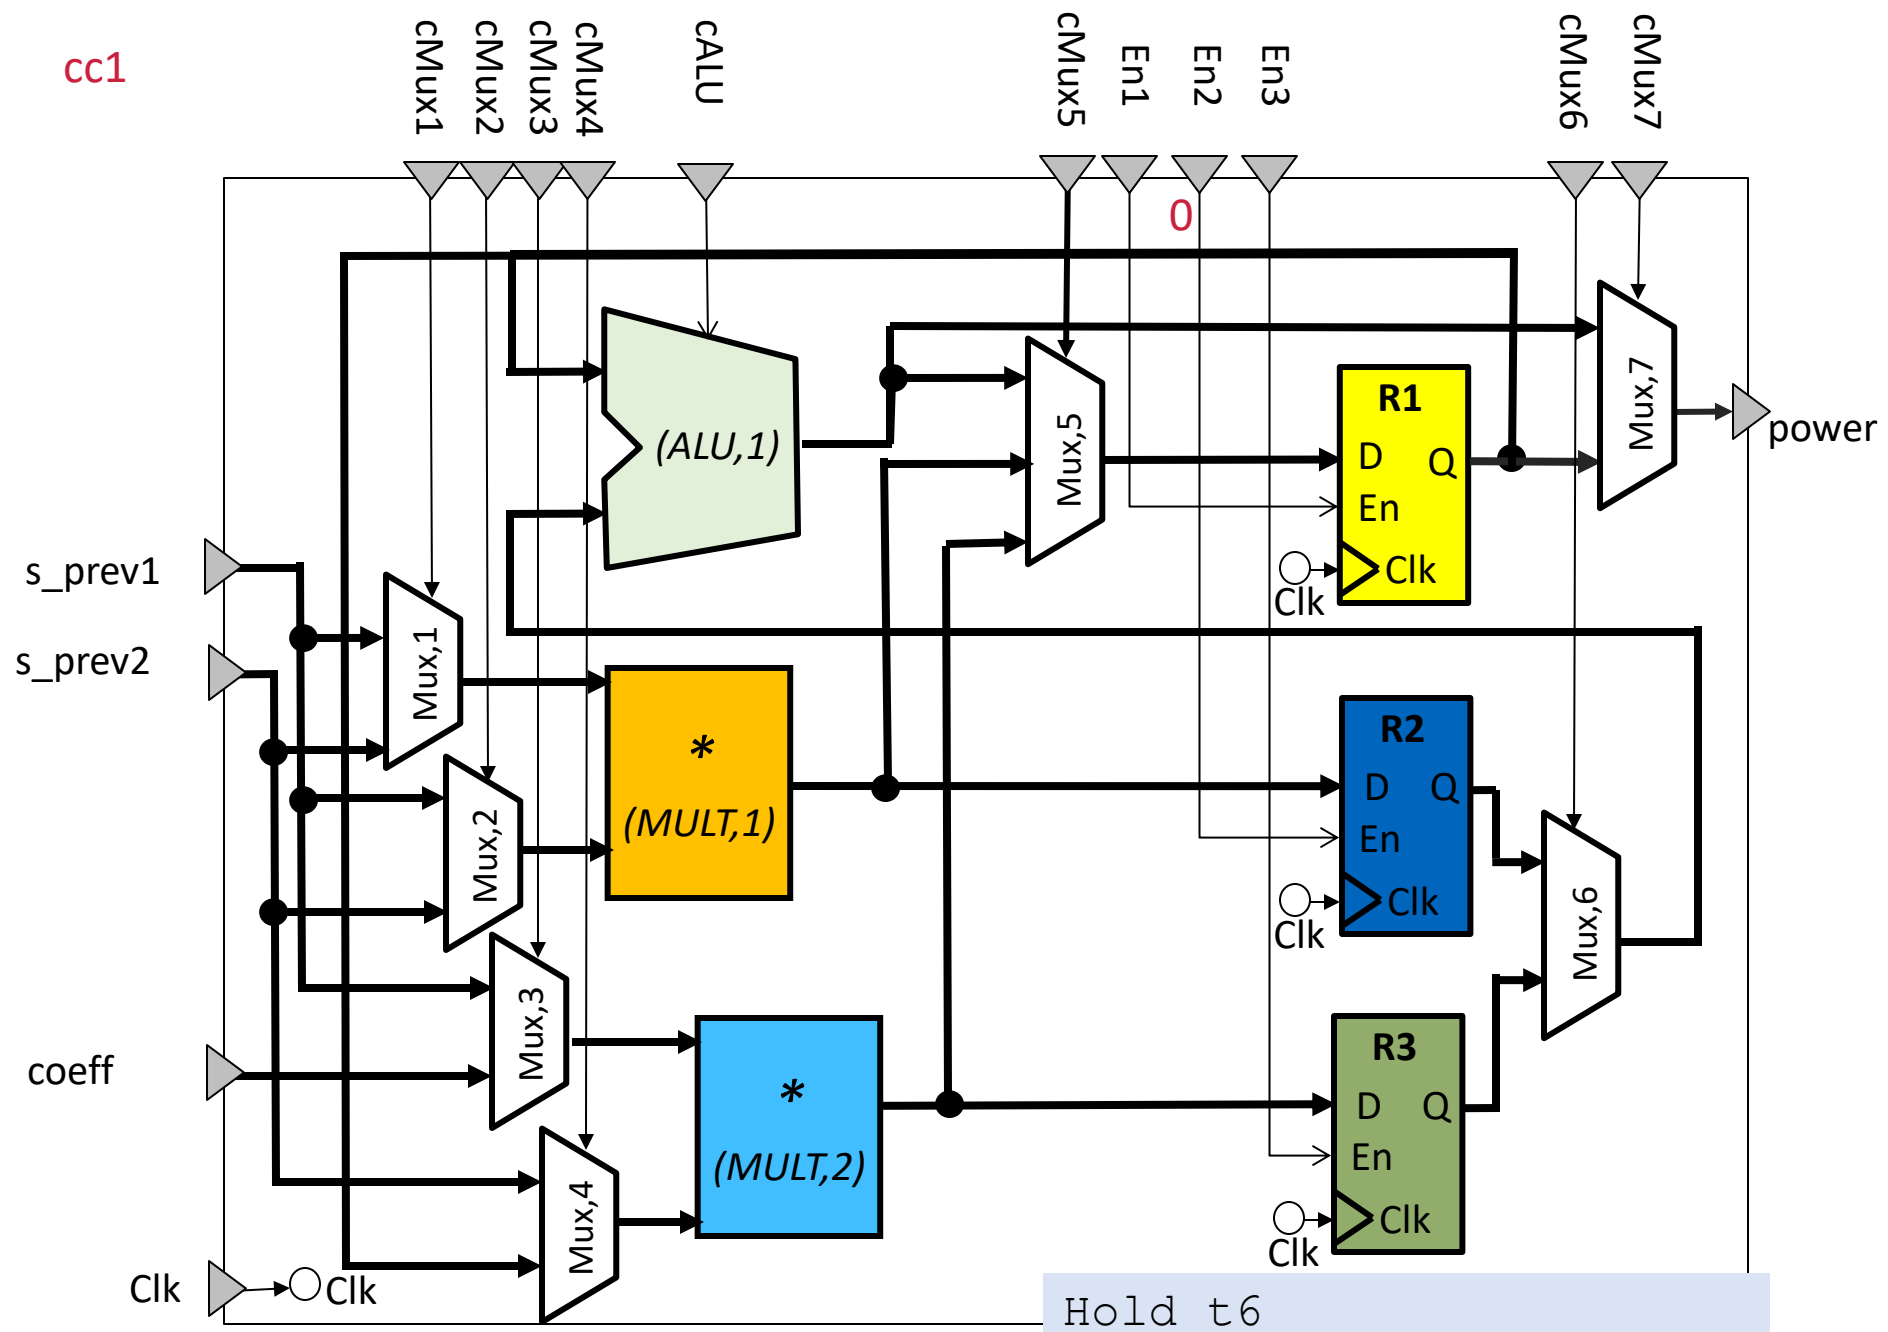 cc1
cMux1
cMux2
cMux3
cMux4
cALU
cMux5
En1
En2
En3
cMux6
cMux7
0
(ALU,1)
Mux,5
R1
D Q
En
Clk
Clk
Mux,7
power
s_prev1
s_prev2
Mux,1
Mux,2
*
(MULT,1)
R2
D Q
En
Clk
Clk
Mux,6
coeff
Mux,3
*
(MULT,2)
Mux,4
R3
D Q
En
Clk
Clk
Clk
Clk
Hold t6